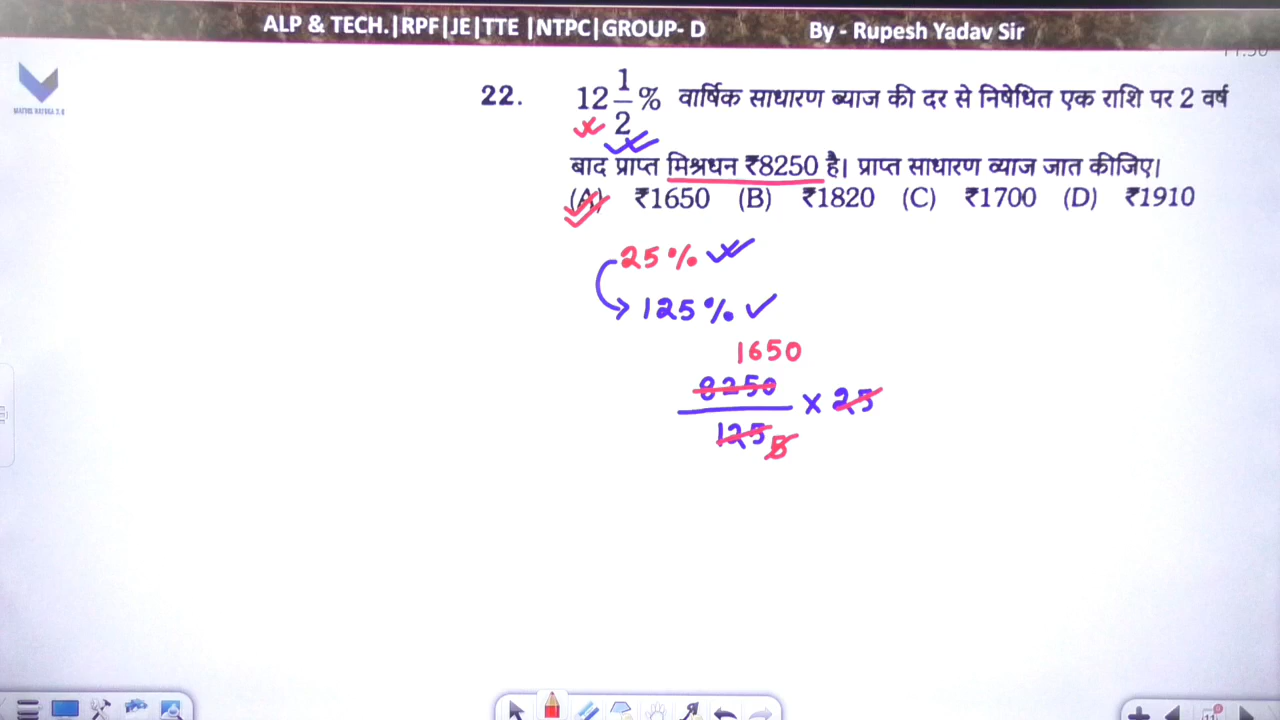 ALP & TECH.|RPF|JE|TTE |NTPC|GROUP- D By - Rupesh Yadav Sir
22. 12 1/2 % वार्षिक साधारण ब्याज की दर से निषेधित एक राशि पर 2 वर्ष
बाद प्राप्त मिश्रधन ₹8250 है। प्राप्त साधारण व्याज जात कीजिए।
(A) ₹1650 (B) ₹1820 (C) ₹1700 (D) ₹1910
25%
125%
1650
8250
× 25
125 5